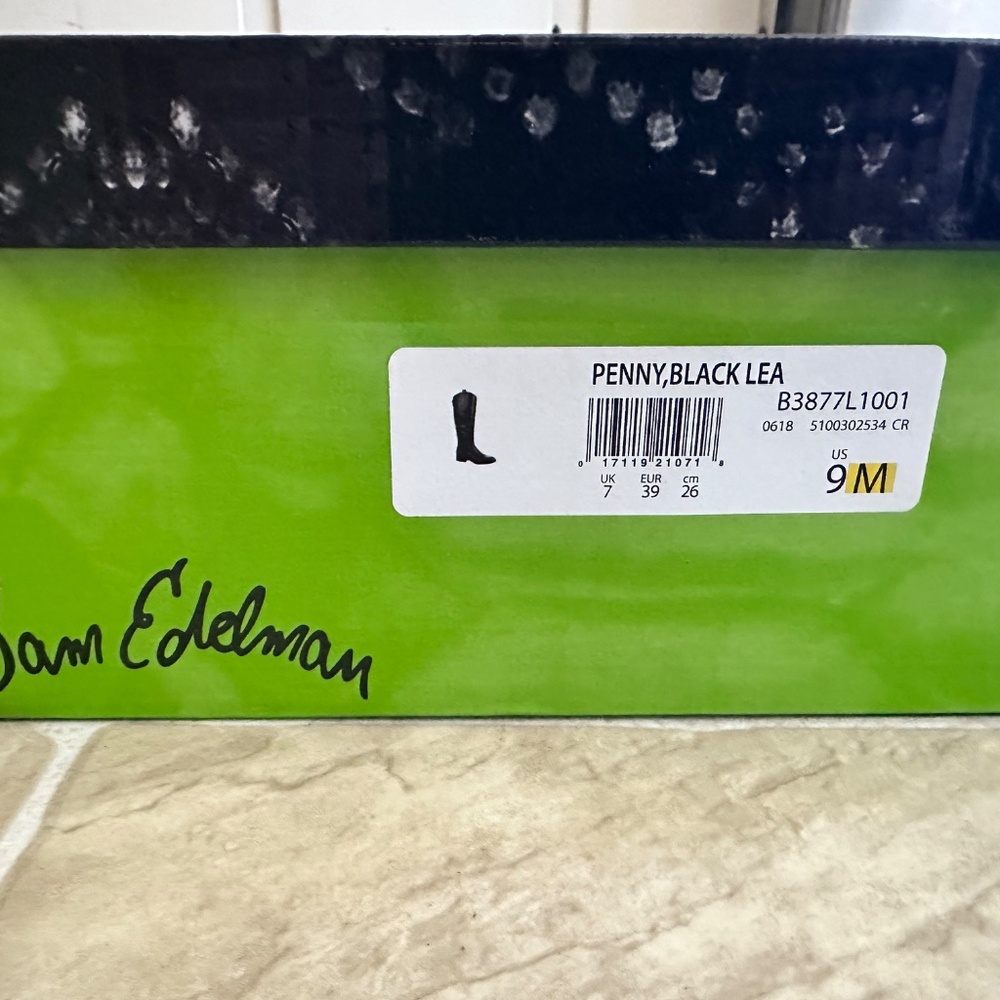 PENNY,BLACK LEA
B3877L1001
0618 5100302534 CR
0 17119 21071 8
UK EUR cm
7 39 26
US
9 M
Sam Edelman